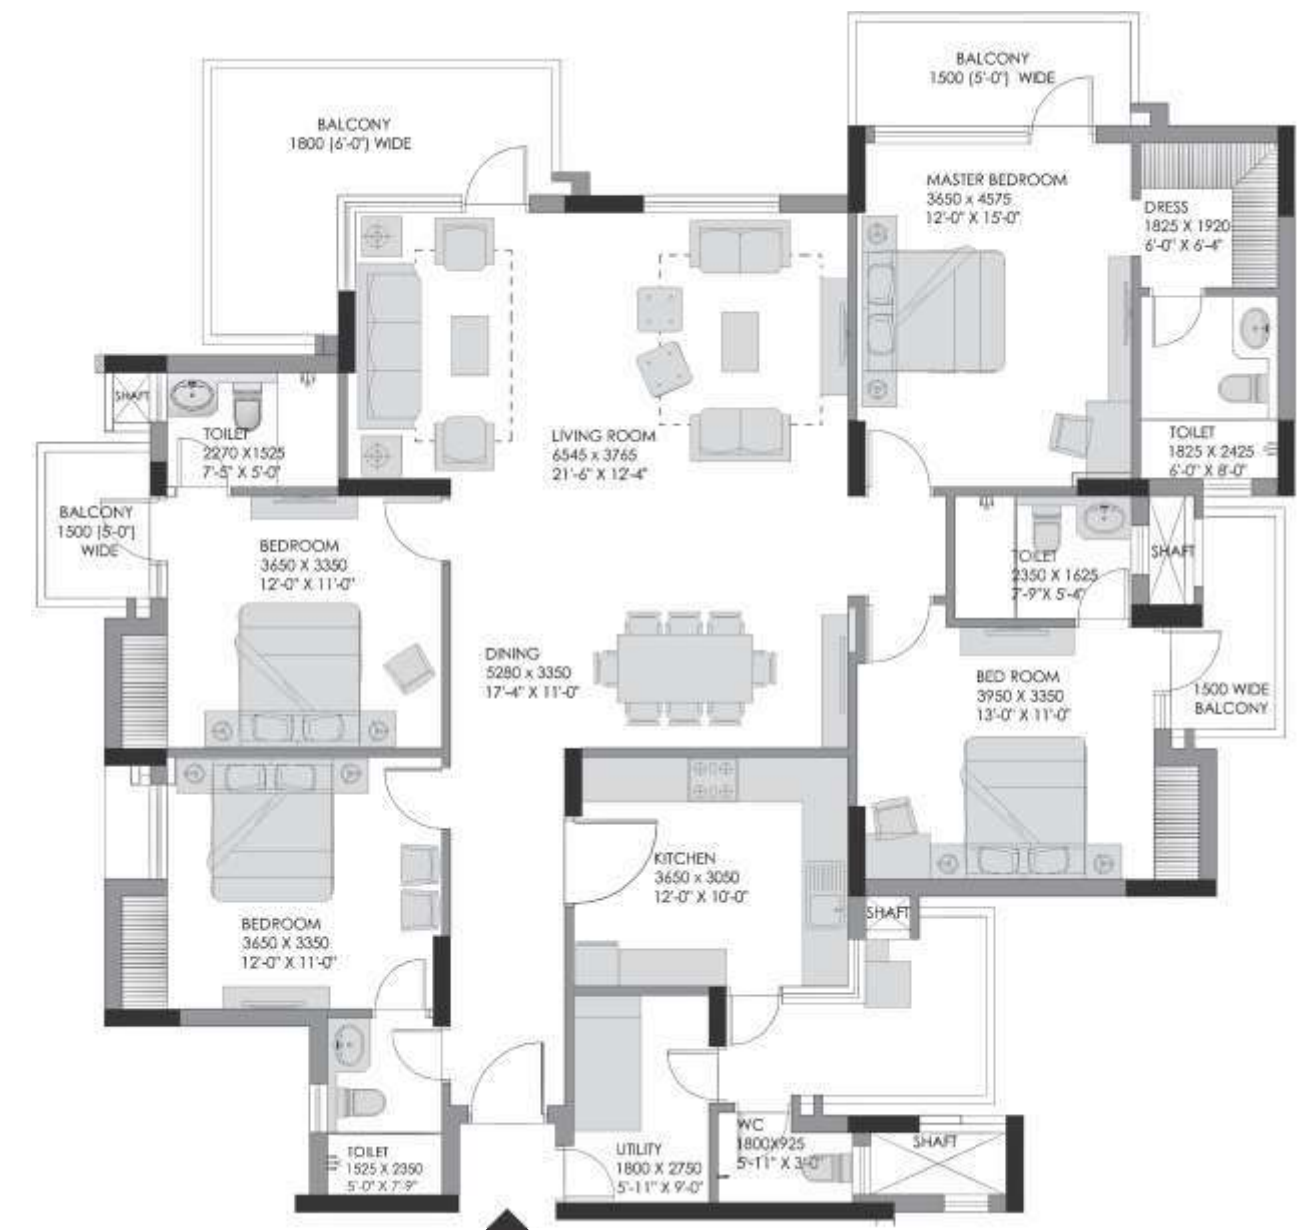 BALCONY
1500 (5'-0") WIDE
BALCONY
1800 (6'-0") WIDE
MASTER BEDROOM
3650 x 4575
12'-0" X 15'-0"
DRESS
1825 X 1920
6'-0" X 6'-4"
SHAFT
TOILET
2270 X1525
7'-5" X 5'-0"
LIVING ROOM
6545 x 3765
21'-6" X 12'-4"
TOILET
1825 X 2425
6'-0" X 8'-0"
BALCONY
1500 (5'-0")
WIDE
BEDROOM
3650 X 3350
12'-0" X 11'-0"
TOILET
2350 X 1625
7'-9"X 5'-4"
SHAFT
DINING
5280 x 3350
17'-4" X 11'-0"
BED ROOM
3950 X 3350
13'-0" X 11'-0"
1500 WIDE
BALCONY
KITCHEN
3650 x 3050
12'-0" X 10'-0"
BEDROOM
3650 X 3350
12'-0" X 11'-0"
SHAFT
TOILET
1525 X 2350
5'-0" X 7'-9"
UTILITY
1800 X 2750
5'-11" X 9'-0"
WC
1800X925
5'-11" X 3'-0"
SHAFT